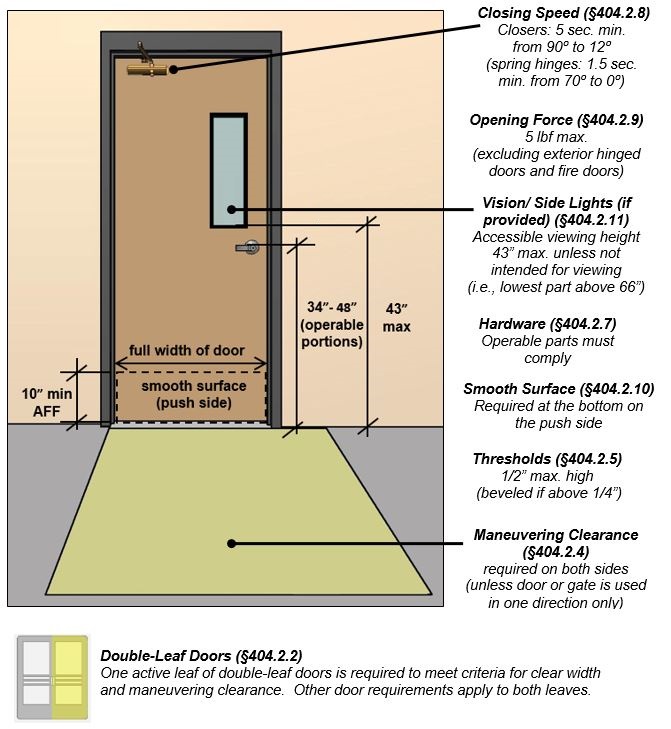 Closing Speed (§404.2.8)
Closers: 5 sec. min.
from 90º to 12º
(spring hinges: 1.5 sec.
min. from 70º to 0º)
Opening Force (§404.2.9)
5 lbf max.
(excluding exterior hinged
doors and fire doors)
Vision/ Side Lights (if
provided) (§404.2.11)
Accessible viewing height
43” max. unless not
intended for viewing
(i.e., lowest part above 66”)
34”- 48”
(operable
portions)
43”
max
Hardware (§404.2.7)
Operable parts must
comply
full width of door
smooth surface
(push side)
10” min
AFF
Smooth Surface (§404.2.10)
Required at the bottom on
the push side
Thresholds (§404.2.5)
1/2” max. high
(beveled if above 1/4”)
Maneuvering Clearance
(§404.2.4)
required on both sides
(unless door or gate is used
in one direction only)
Double-Leaf Doors (§404.2.2)
One active leaf of double-leaf doors is required to meet criteria for clear width
and maneuvering clearance.  Other door requirements apply to both leaves.